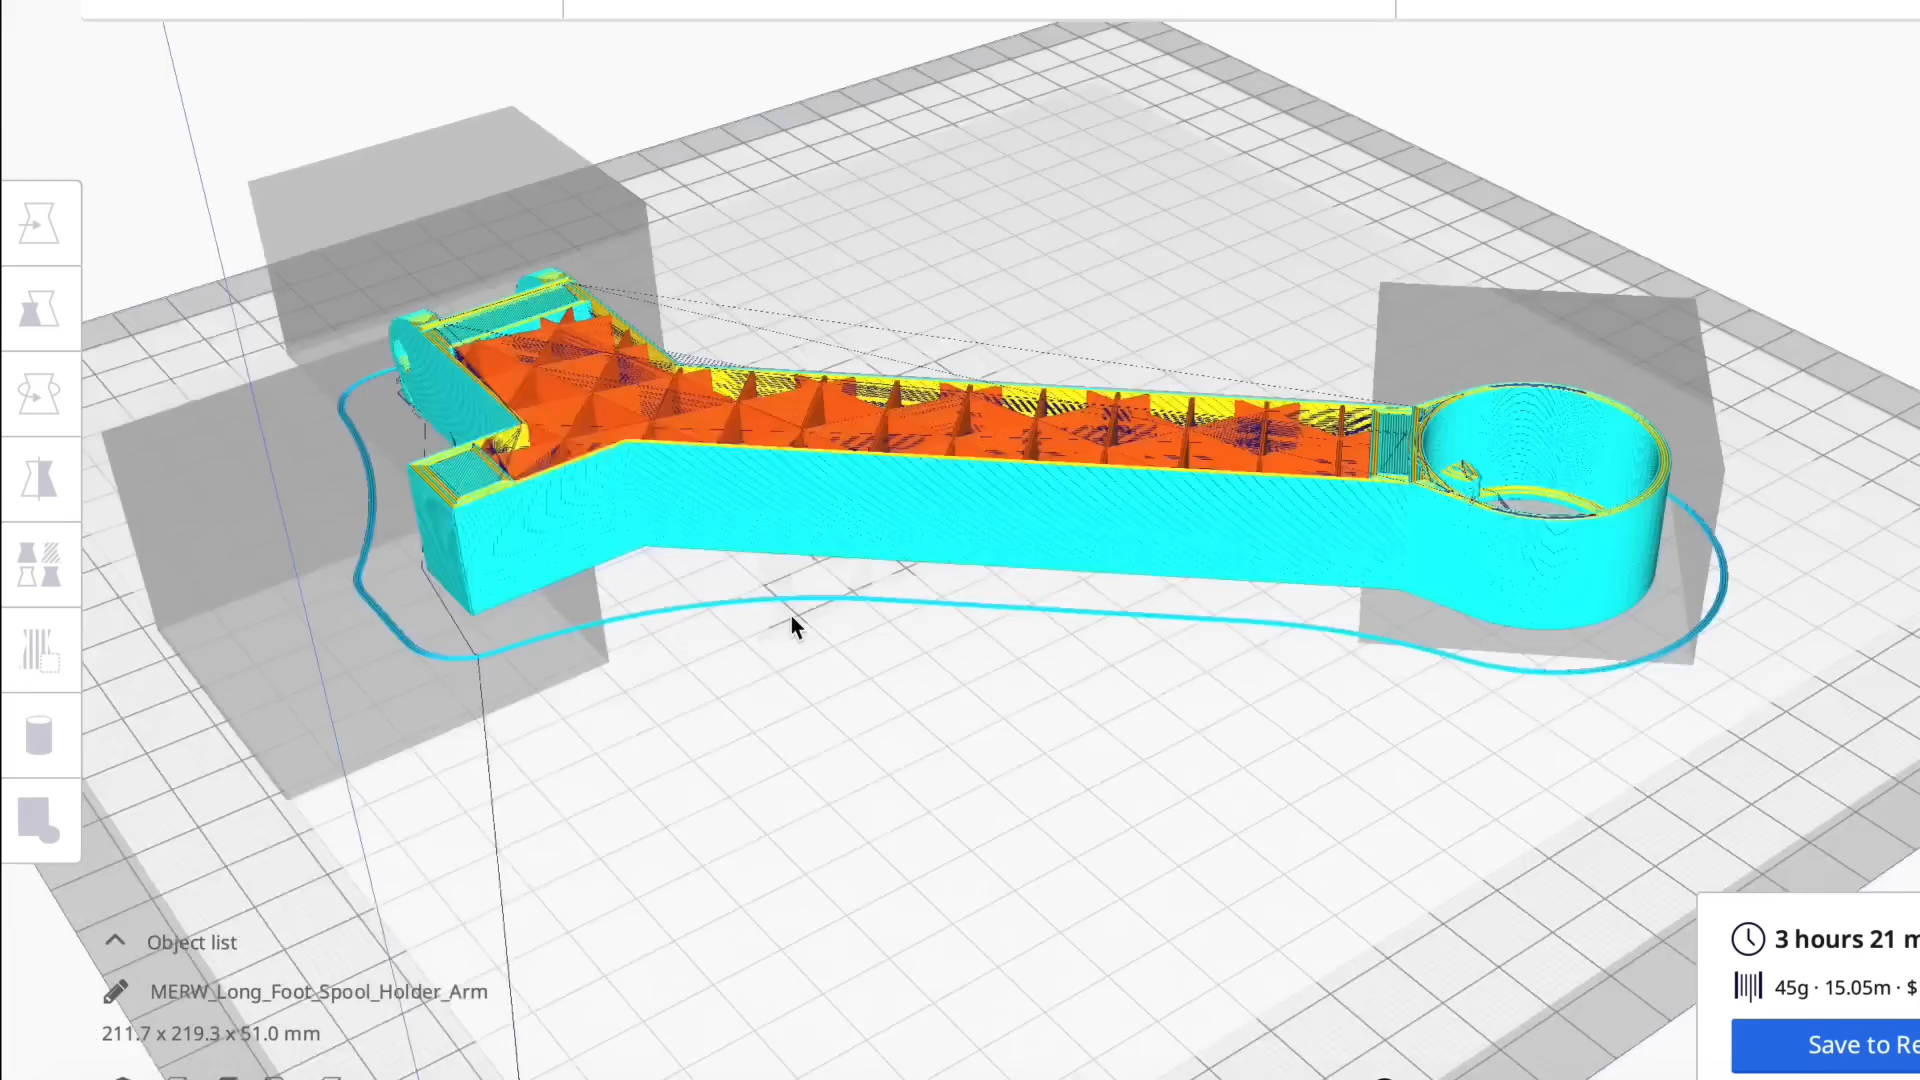 Object list
MERW_Long_Foot_Spool_Holder_Arm
211.7 x 219.3 x 51.0 mm
3 hours 21 m
45g · 15.05m · $
Save to Re